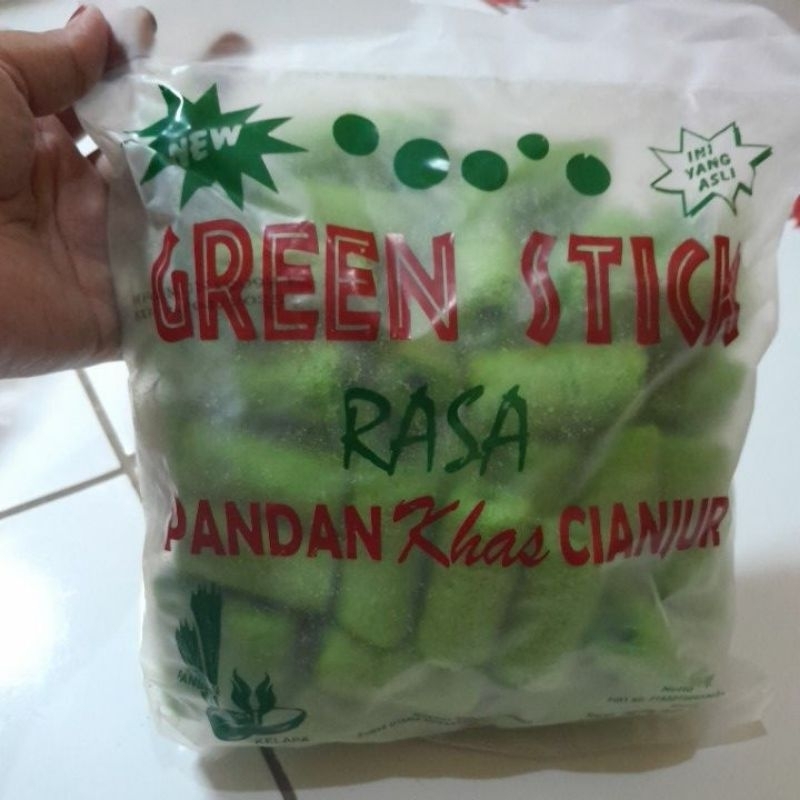 NEW
INI
YANG
ASLI
GREEN STICK
RASA
PANDAN Khas CIANJUR
KELAPA